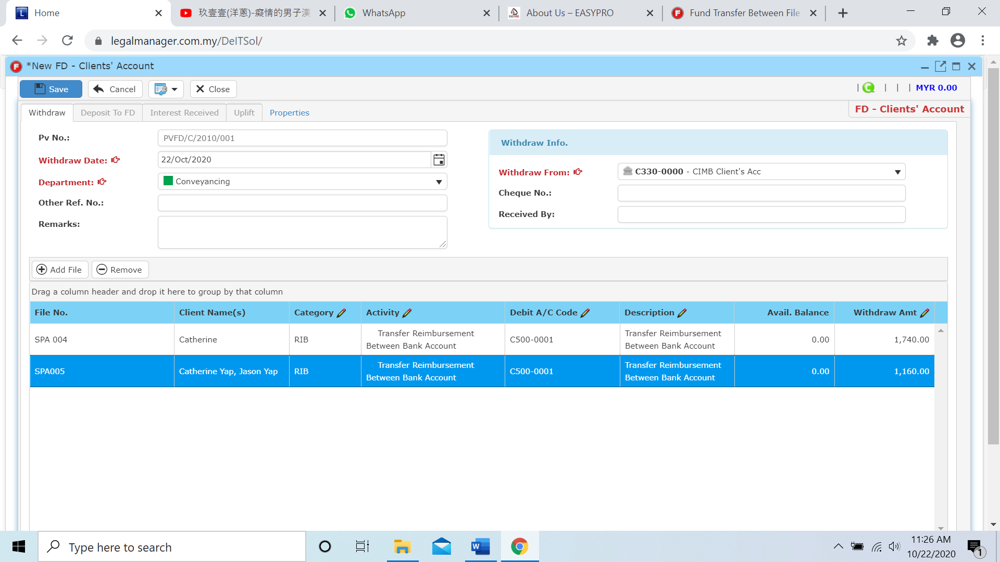 Home
玖壹壹(洋蔥)-癡情的男子漢
WhatsApp
About Us – EASYPRO
Fund Transfer Between File
legalmanager.com.my/DeITSol/
*New FD - Clients' Account
Save
Cancel
Close
| | | | MYR 0.00
Withdraw
Deposit To FD
Interest Received
Uplift
Properties
FD - Clients' Account
Pv No.:
PVFD/C/2010/001
Withdraw Date:
22/Oct/2020
Department:
Conveyancing
Other Ref. No.:
Remarks:
Withdraw Info.
Withdraw From:
C330-0000 - CIMB Client's Acc
Cheque No.:
Received By:
Add File
Remove
Drag a column header and drop it here to group by that column
File No. Client Name(s) Category Activity Debit A/C Code Description Avail. Balance Withdraw Amt
SPA 004 Catherine RIB Transfer Reimbursement Between Bank Account C500-0001 Transfer Reimbursement Between Bank Account 0.00 1,740.00
SPA005 Catherine Yap, Jason Yap RIB Transfer Reimbursement Between Bank Account C500-0001 Transfer Reimbursement Between Bank Account 0.00 1,160.00
Type here to search
11:26 AM
10/22/2020
1